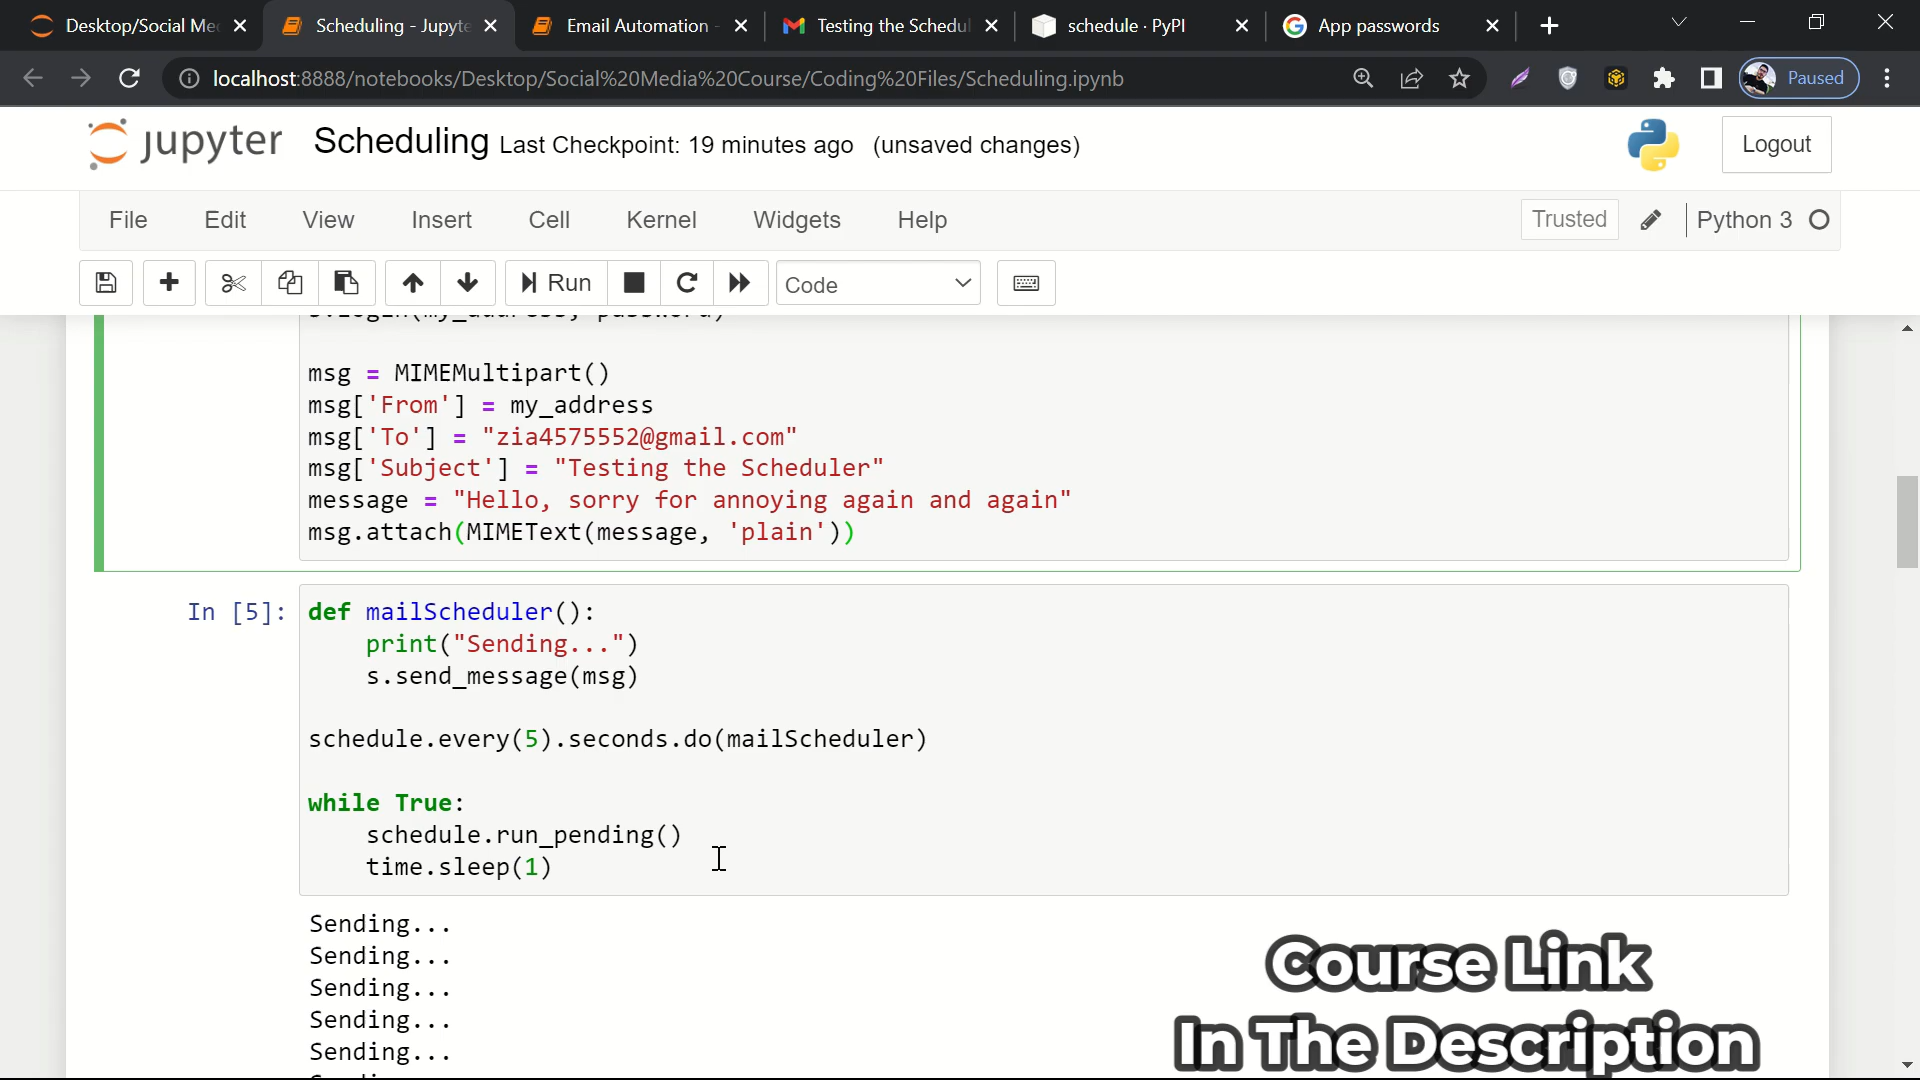 Desktop/Social Me
Scheduling - Jupyte
Email Automation -
Testing the Schedul
schedule · PyPI
App passwords
localhost:8888/notebooks/Desktop/Social%20Media%20Course/Coding%20Files/Scheduling.ipynb
Paused
jupyter Scheduling Last Checkpoint: 19 minutes ago (unsaved changes)
Logout
File Edit View Insert Cell Kernel Widgets Help
Trusted
Python 3
Run
Code
s.login(my_address, password)
msg = MIMEMultipart()
msg['From'] = my_address
msg['To'] = "zia4575552@gmail.com"
msg['Subject'] = "Testing the Scheduler"
message = "Hello, sorry for annoying again and again"
msg.attach(MIMEText(message, 'plain'))
In [5]: def mailScheduler():
print("Sending...")
s.send_message(msg)
schedule.every(5).seconds.do(mailScheduler)
while True:
schedule.run_pending()
time.sleep(1)
Sending...
Sending...
Sending...
Sending...
Sending...
Course Link
In The Description